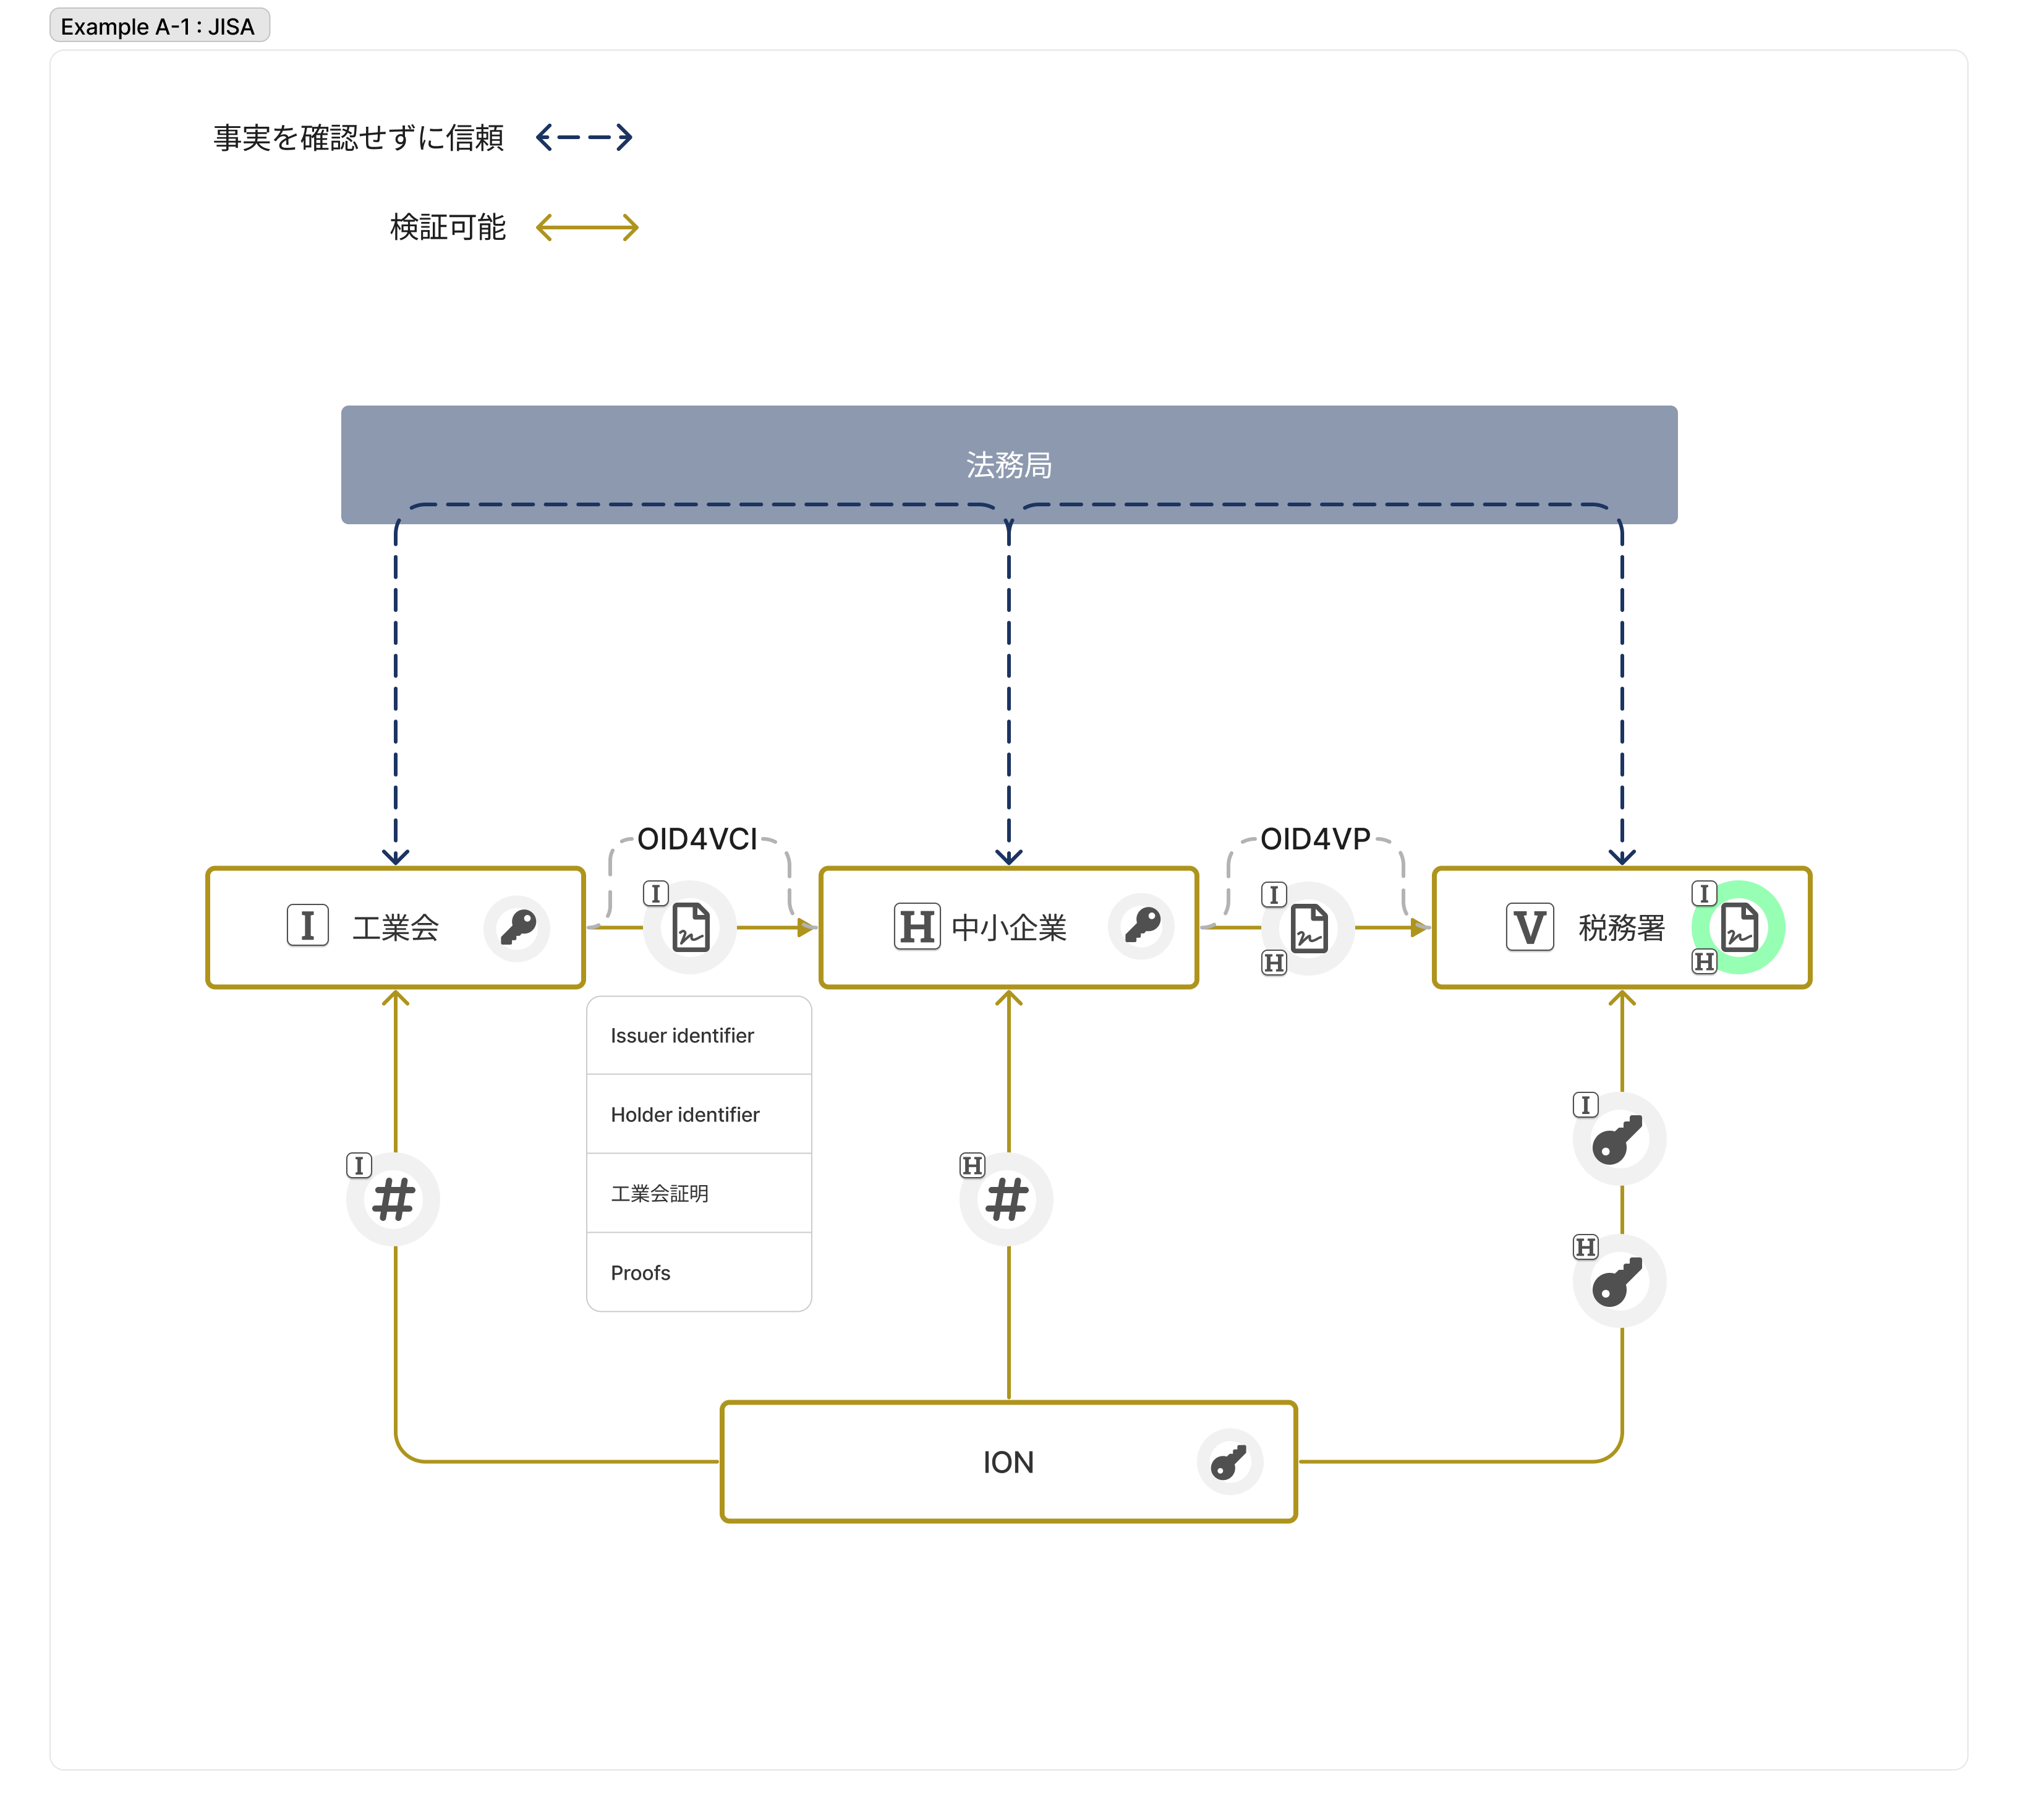 Example A-1 : JISA
事実を確認せずに信頼
検証可能
法務局
OID4VCI
OID4VP
I
I
H
I
工業会
H
中小企業
V
税務署
I
H
Issuer identifier
Holder identifier
工業会証明
Proofs
I
H
I
H
ION